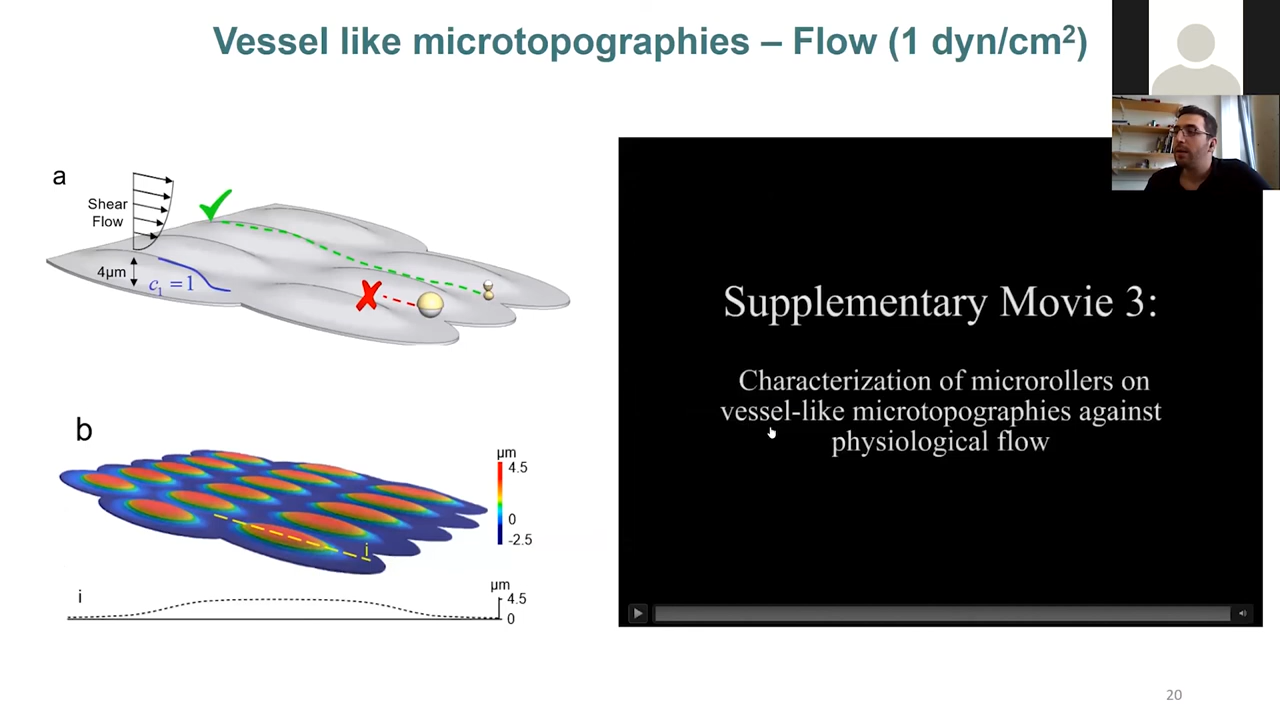 Vessel like microtopographies – Flow (1 dyn/cm²)
a
Shear
Flow
4μm
c₁ = 1
Supplementary Movie 3:
Characterization of microrollers on
vessel-like microtopographies against
physiological flow
b
μm
4.5
0
-2.5
i
i
μm
4.5
0
20